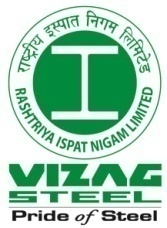 राष्ट्रीय इस्पात निगम लिमिटेड
RASHTRIYA ISPAT NIGAM LIMITED
VIZAG
STEEL
Pride of Steel